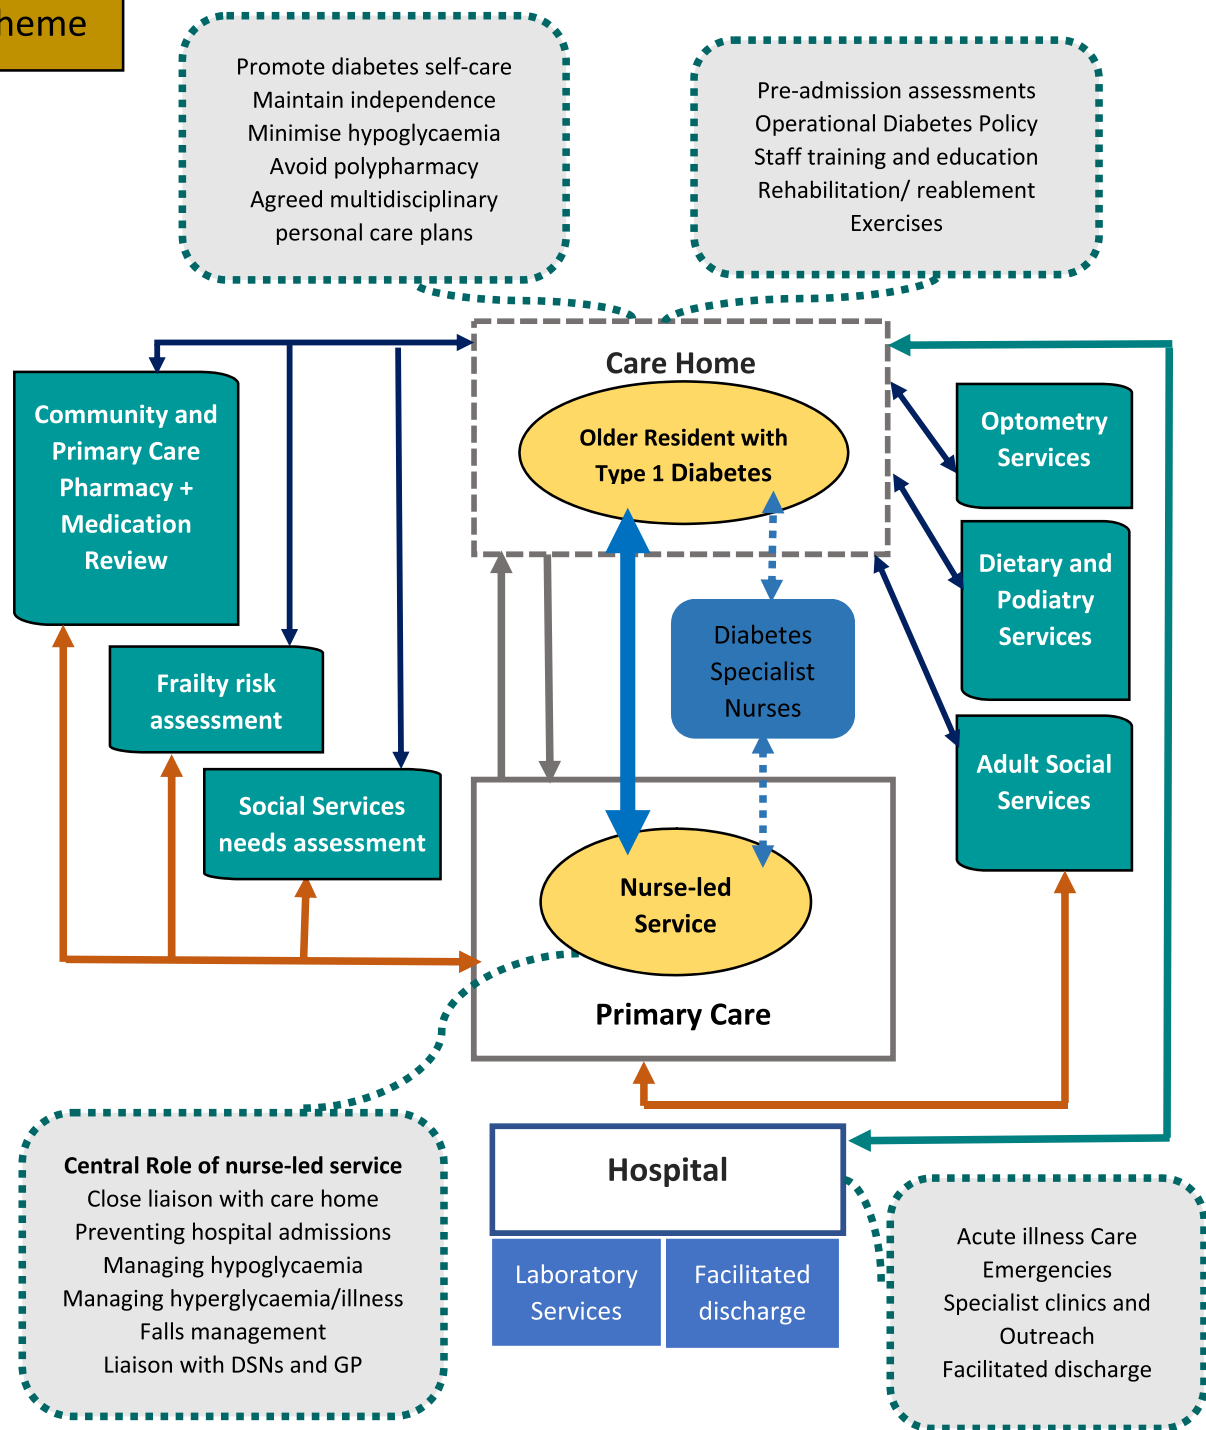 heme
Promote diabetes self-care
Maintain independence
Minimise hypoglycaemia
Avoid polypharmacy
Agreed multidisciplinary
personal care plans
Pre-admission assessments
Operational Diabetes Policy
Staff training and education
Rehabilitation/ reablement
Exercises
Care Home
Older Resident with
Type 1 Diabetes
Community and
Primary Care
Pharmacy +
Medication
Review
Frailty risk
assessment
Social Services
needs assessment
Optometry
Services
Dietary and
Podiatry
Services
Adult Social
Services
Diabetes
Specialist
Nurses
Nurse-led
Service
Primary Care
Central Role of nurse-led service
Close liaison with care home
Preventing hospital admissions
Managing hypoglycaemia
Managing hyperglycaemia/illness
Falls management
Liaison with DSNs and GP
Hospital
Laboratory
Services
Facilitated
discharge
Acute illness Care
Emergencies
Specialist clinics and
Outreach
Facilitated discharge